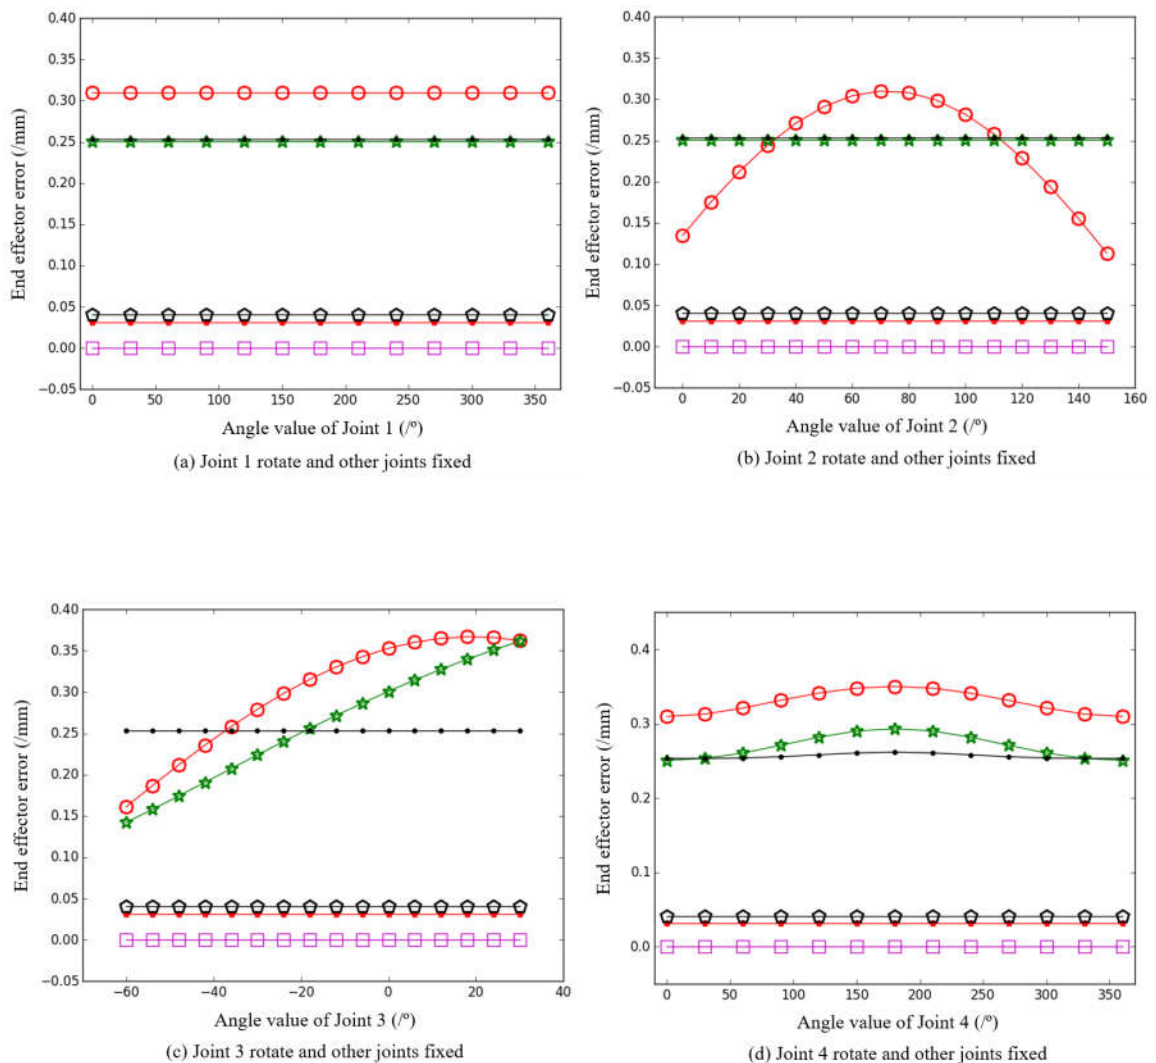 0.40
0.35
0.30
0.25
0.20
0.15
0.10
0.05
0.00
−0.05
End effector error (/mm)
0 50 100 150 200 250 300 350
Angle value of Joint 1 (/º)
(a) Joint 1 rotate and other joints fixed
0.40
0.35
0.30
0.25
0.20
0.15
0.10
0.05
0.00
−0.05
End effector error (/mm)
0 20 40 60 80 100 120 140 160
Angle value of Joint 2 (/º)
(b) Joint 2 rotate and other joints fixed
0.40
0.35
0.30
0.25
0.20
0.15
0.10
0.05
0.00
−0.05
End effector error (/mm)
−60 −40 −20 0 20 40
Angle value of Joint 3 (/º)
(c) Joint 3 rotate and other joints fixed
0.4
0.3
0.2
0.1
0.0
End effector error (/mm)
0 50 100 150 200 250 300 350
Angle value of Joint 4 (/º)
(d) Joint 4 rotate and other joints fixed